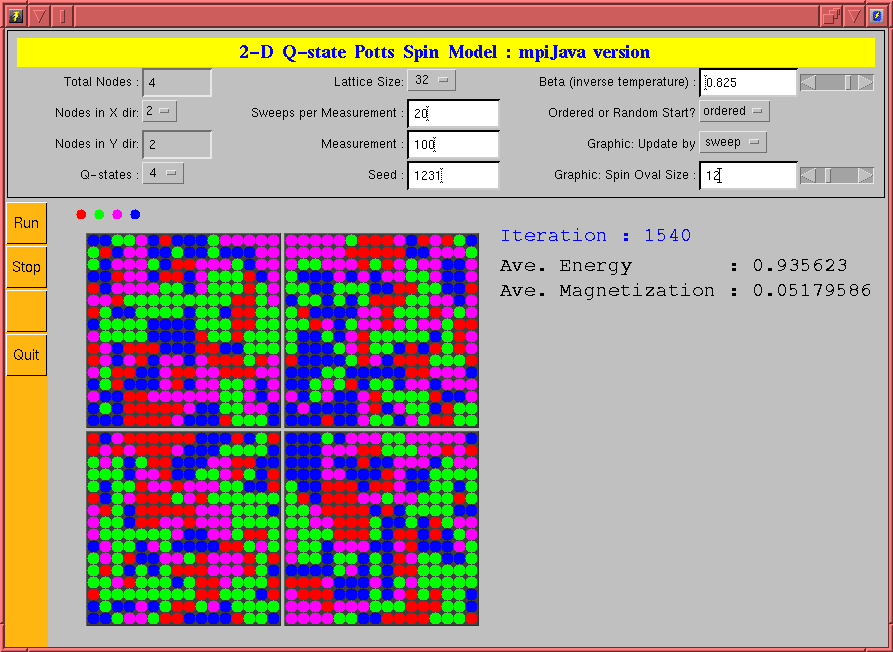 2-D Q-state Potts Spin Model : mpiJava version
Total Nodes : 4 Lattice Size: 32 Beta (inverse temperature) : 0.825
Nodes in X dir: 2 Sweeps per Measurement : 20 Ordered or Random Start? ordered
Nodes in Y dir: 2 Measurement : 100 Graphic: Update by sweep
Q-states : 4 Seed : 1231 Graphic: Spin Oval Size : 12
Run
Stop
Quit
Iteration : 1540
Ave. Energy : 0.935623
Ave. Magnetization : 0.05179586